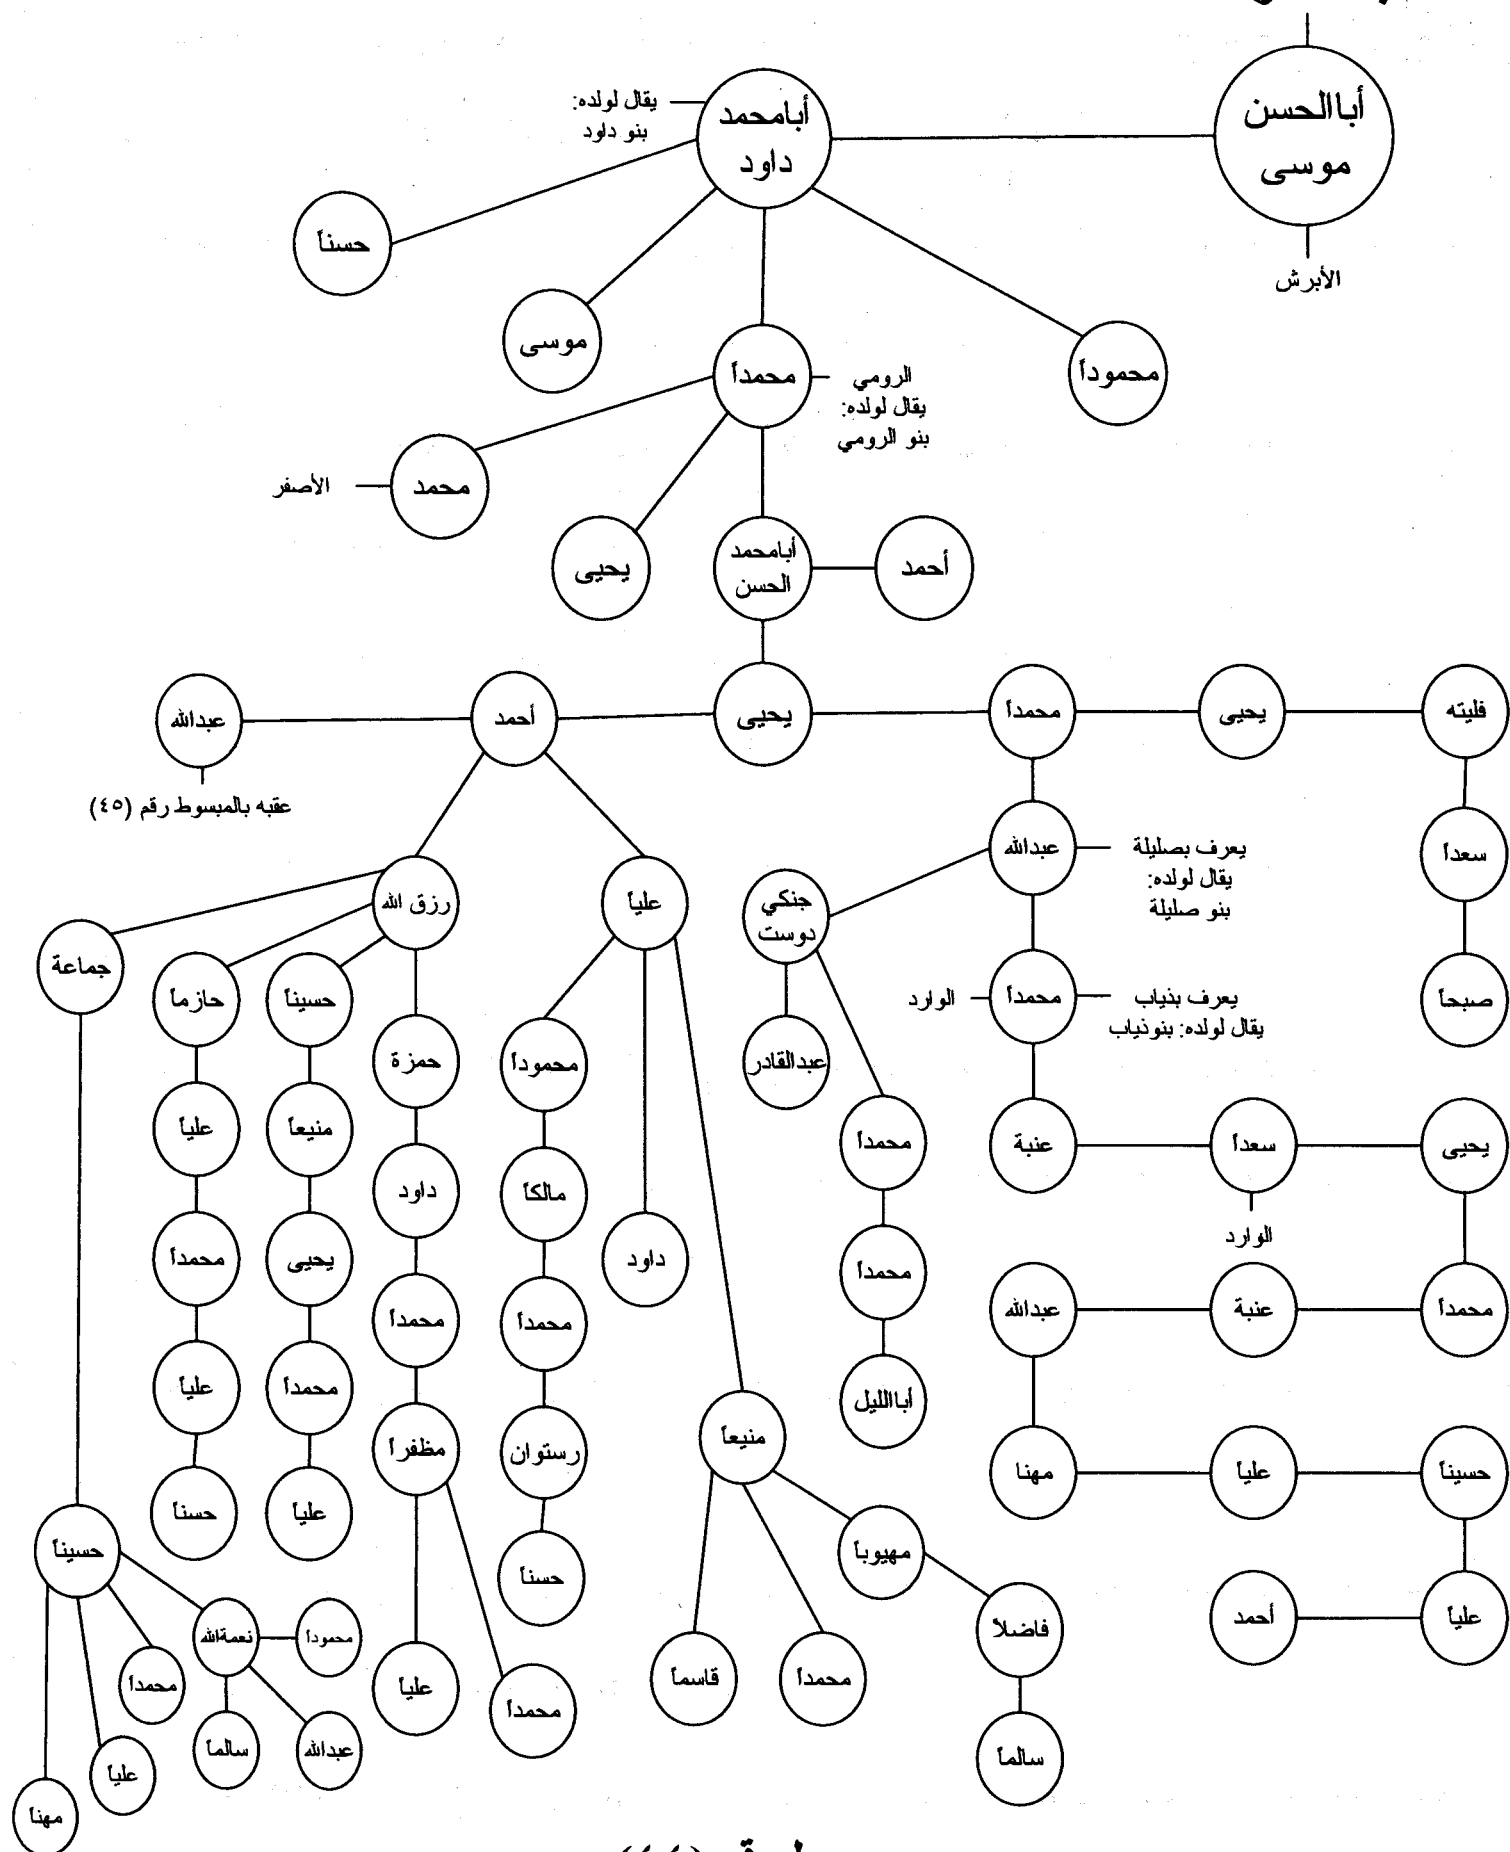 أباالحسن
موسى
الأبرش
أبامحمد
داود
يقال لولده:
بنو داود
حسناً
موسى
محمداً
محموداً
الرومي
يقال لولده:
بنو الرومي
محمد
الأصفر
يحيى
أبامحمد
الحسن
أحمد
فليته
يحيى
محمداً
يحيى
أحمد
عبدالله
عقبه بالمبسوط رقم (٤٥)
سعداً
صبحاً
عبدالله
يعرف بصليلة
يقال لولده:
بنو صليلة
جنكي
دوست
عبدالقادر
محمداً
محمداً
أباالليل
محمداً
يعرف بذياب
يقال لولده: بنوذياب
الوارد
عنبة
سعداً
الوارد
يحيى
محمداً
عنبة
عبدالله
مهنا
علياً
حسيناً
علياً
أحمد
علياً
محموداً
مالكاً
محمداً
رستوان
حسناً
داود
منيعاً
مهيوباً
فاضلاً
سالماً
محمداً
قاسماً
رزق الله
حمزة
داود
محمداً
مظفراً
علياً
محمداً
حسيناً
منيعاً
يحيى
محمداً
علياً
حازماً
علياً
محمداً
علياً
حسناً
جماعة
حسيناً
نعمةالله
محموداً
عبدالله
سالماً
محمداً
علياً
مهنا